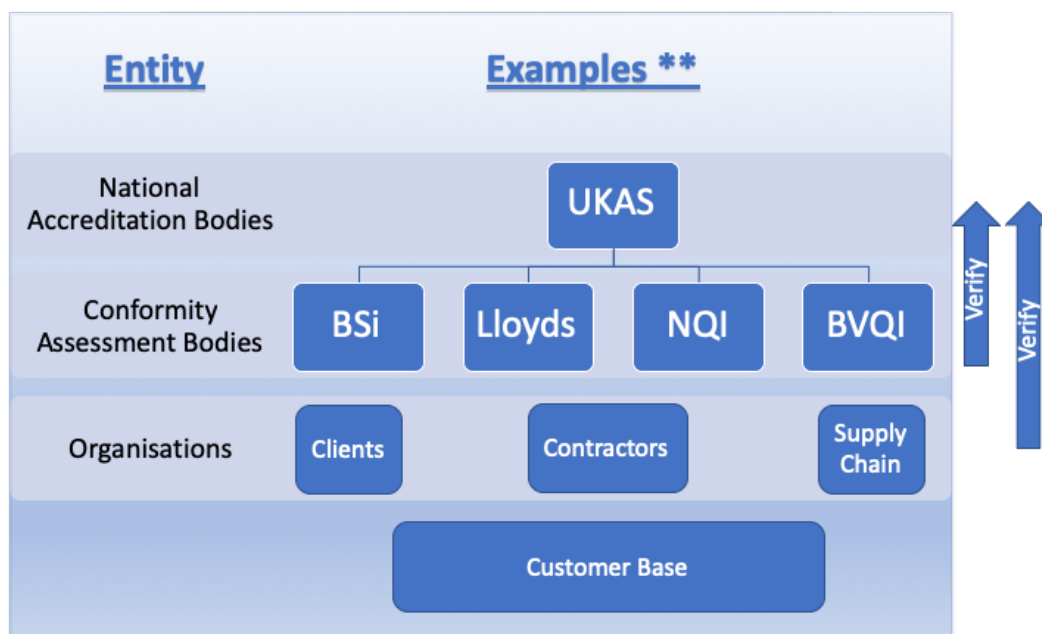 Entity
Examples **
National
Accreditation Bodies
UKAS
Verify
Verify
Conformity
Assessment Bodies
BSi
Lloyds
NQI
BVQI
Organisations
Clients
Contractors
Supply
Chain
Customer Base